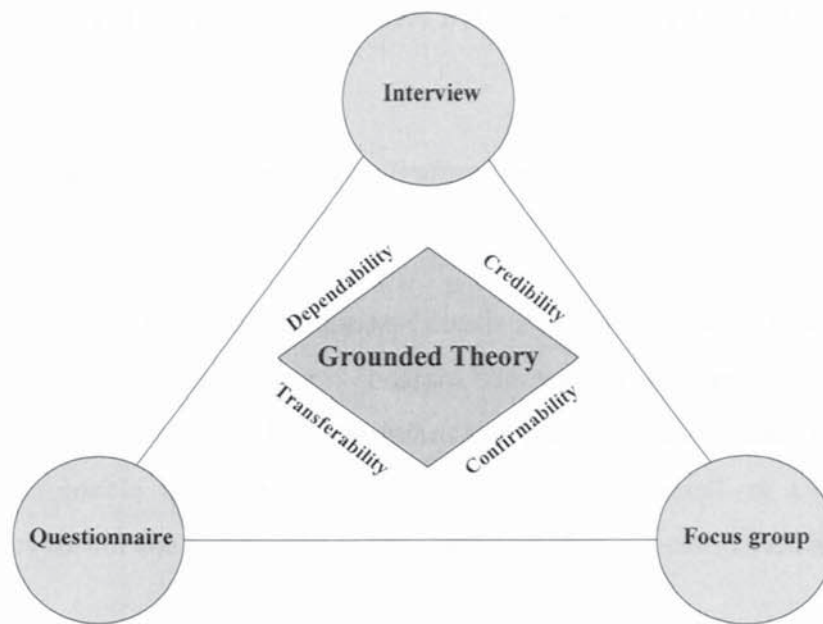 Interview
Dependability
Credibility
Grounded Theory
Transferability
Confirmability
Questionnaire
Focus group